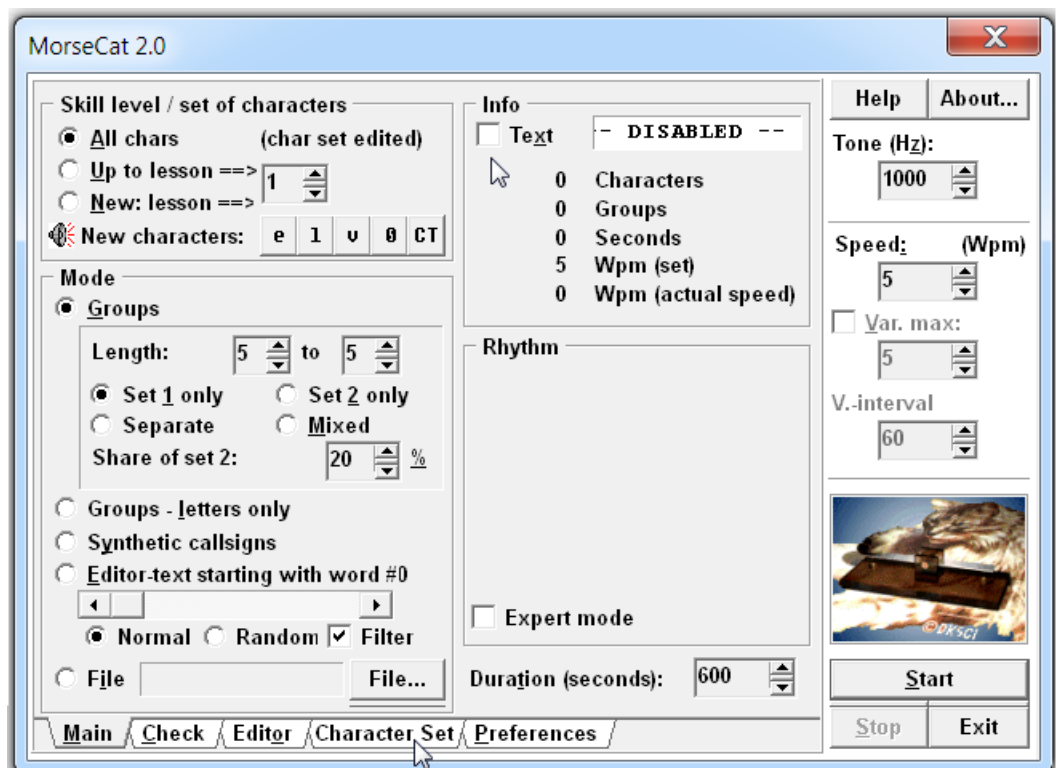 MorseCat 2.0
Skill level / set of characters
All chars (char set edited)
Up to lesson ==> 1
New: lesson ==>
New characters: e l v 0 CT
Mode
Groups
Length: 5 to 5
Set 1 only Set 2 only
Separate Mixed
Share of set 2: 20 %
Groups - letters only
Synthetic callsigns
Editor-text starting with word #0
Normal Random Filter
File File...
Info
Text -- DISABLED --
0 Characters
0 Groups
0 Seconds
5 Wpm (set)
0 Wpm (actual speed)
Rhythm
Expert mode
Duration (seconds): 600
Help About...
Tone (Hz):
1000
Speed: (Wpm)
5
Var. max:
5
V.-interval
60
©DK5CI
Start
Stop Exit
Main Check Editor Character Set Preferences